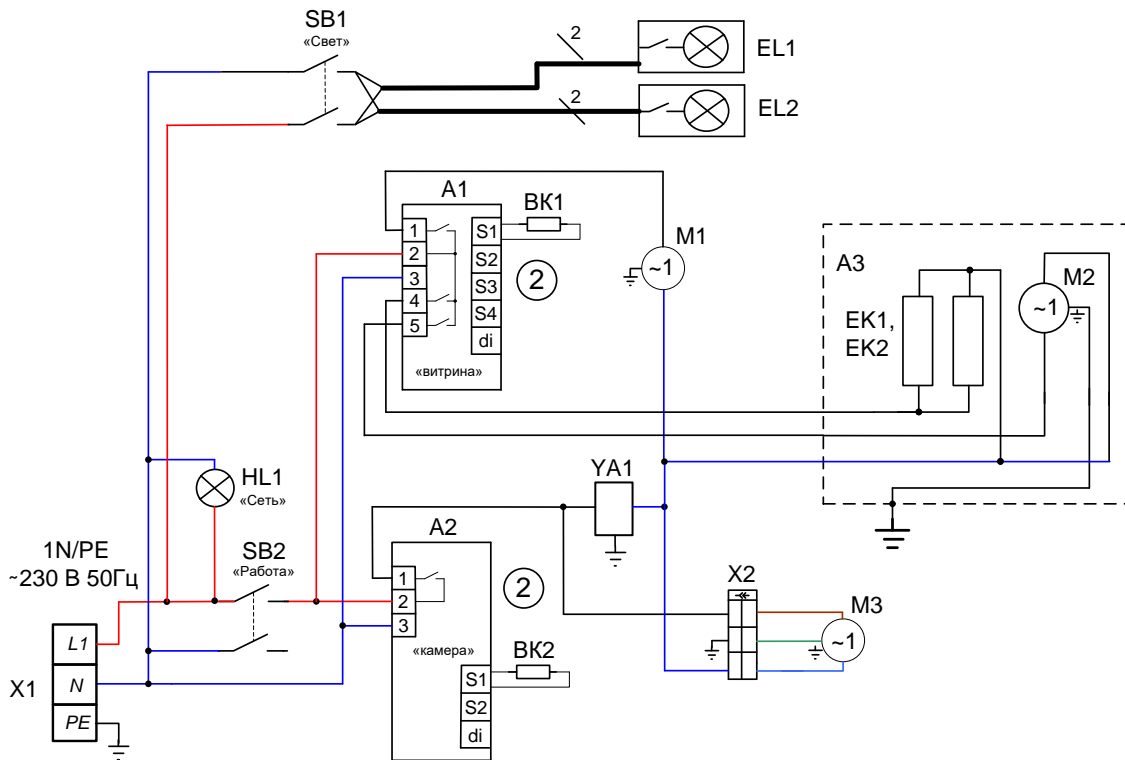 SB1
«Свет»
2
EL1
2
EL2
A1
ВК1
1
2
3
4
5
S1
S2
S3
S4
di
«витрина»
2
M1
A3
EK1,
EK2
~1
M2
~1
HL1
«Сеть»
YA1
1N/PE
~230 В 50Гц
SB2
«Работа»
A2
1
2
3
«камера»
2
ВК2
S1
S2
di
X2
M3
~1
X1
L1
N
PE